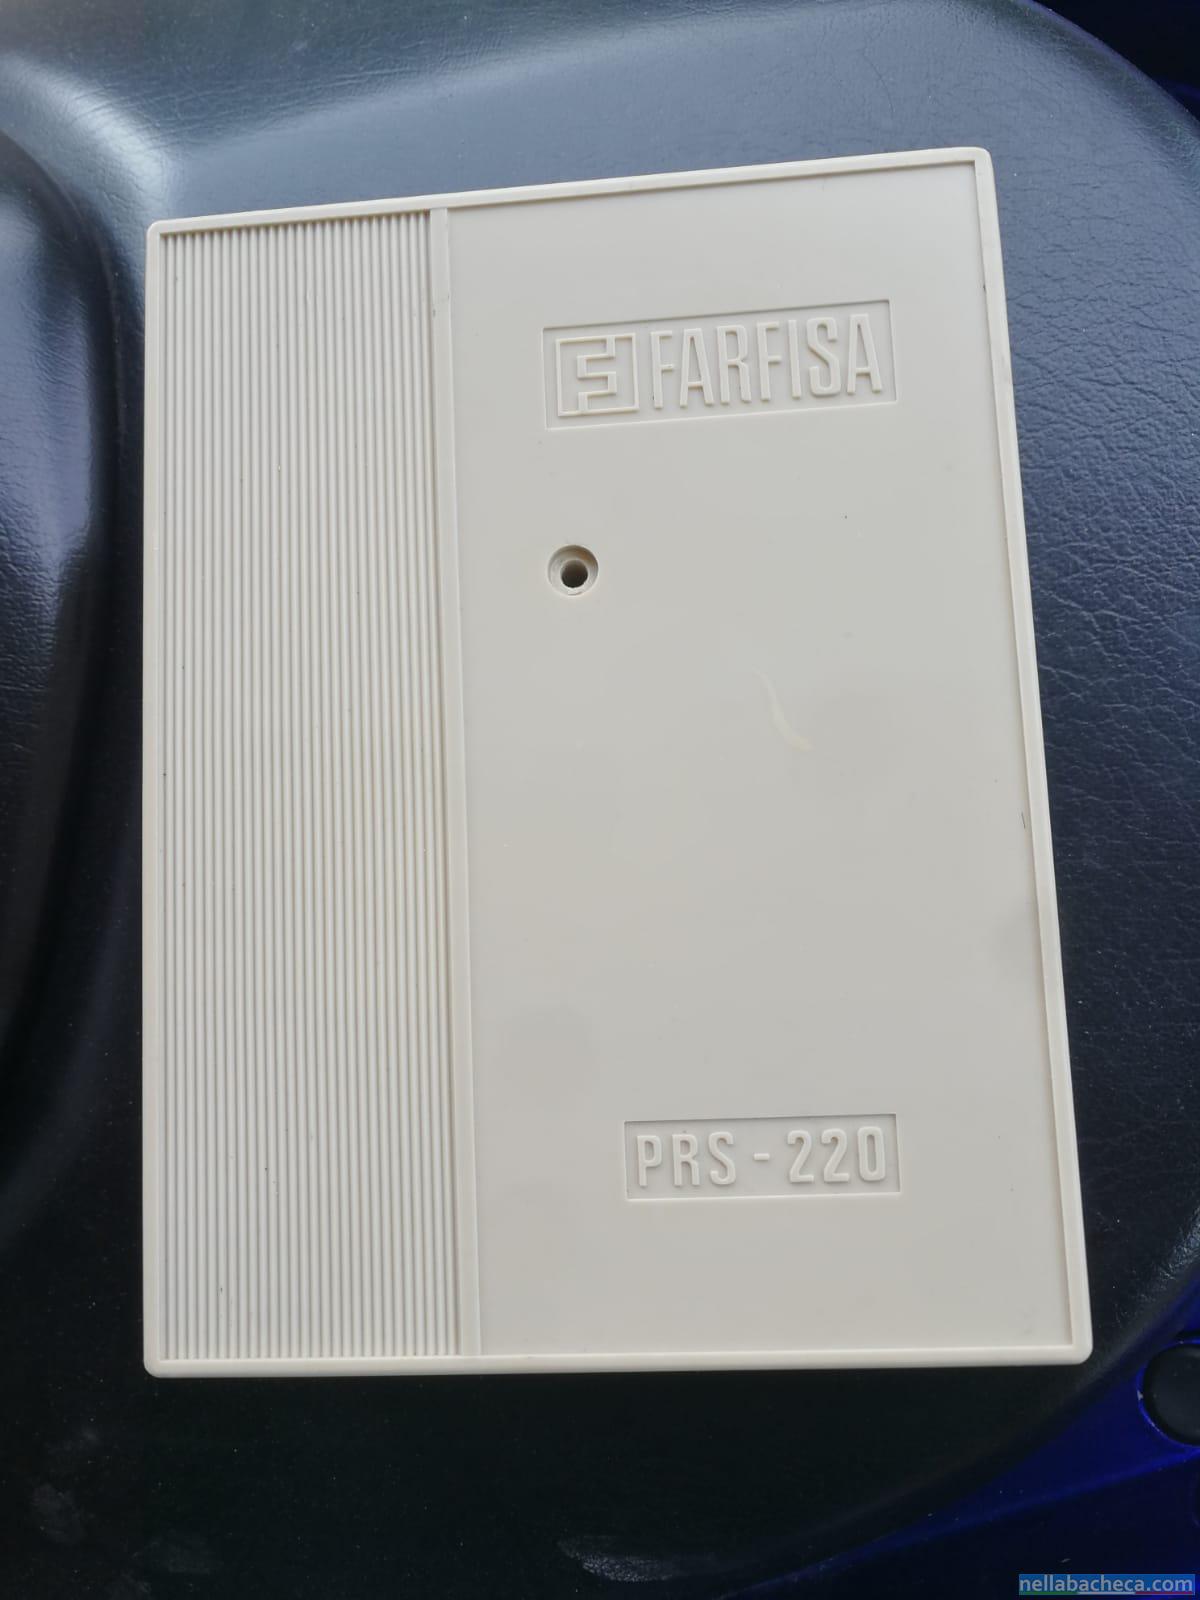 FARFISA
PRS - 220
nellabacheca.com